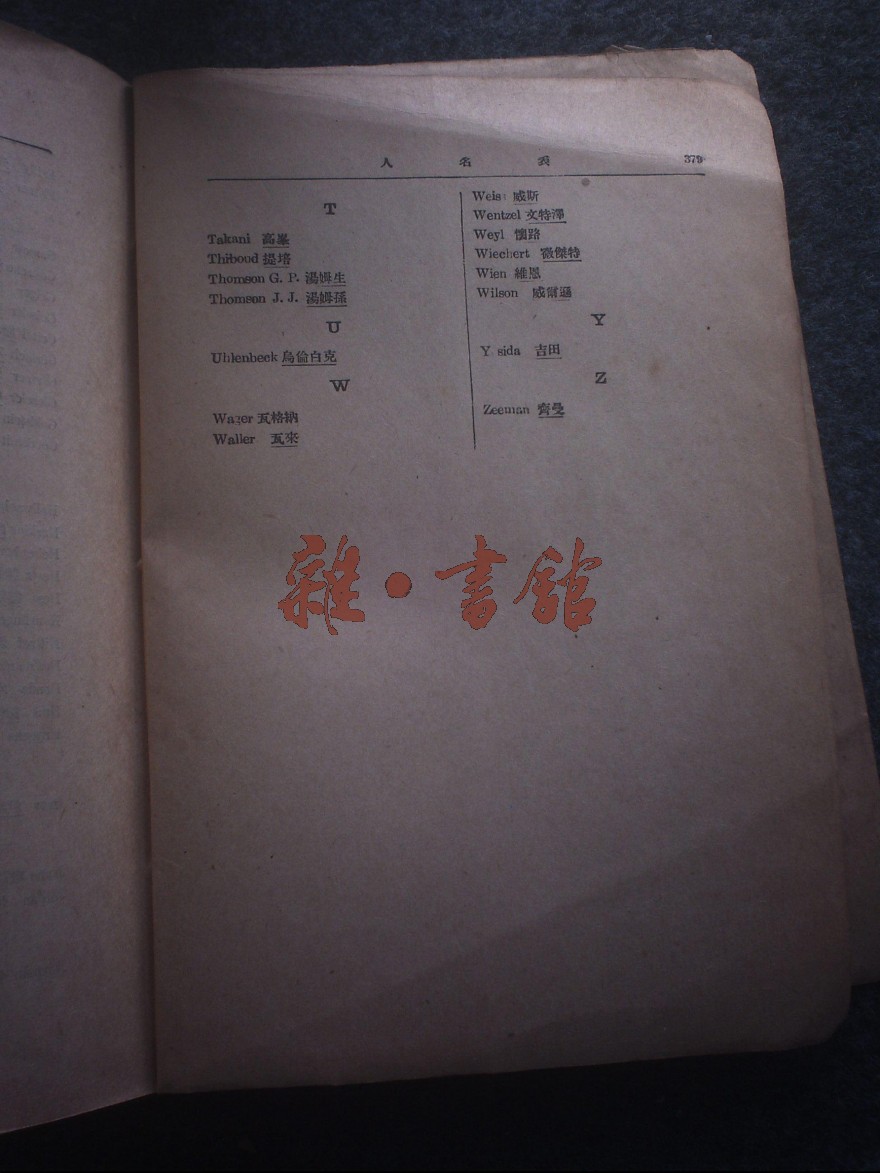 人 名 表 379
T
Takani 高峯
Thiboud 提培
Thomson G. P. 湯姆生
Thomson J. J. 湯姆孫
U
Uhlenbeck 烏倫白克
W
Wager 瓦格納
Waller 瓦來
Weiss 威斯
Wentzel 文特澤
Weyl 懷路
Wiechert 微傑特
Wien 維恩
Wilson 威爾遜
Y
Y sida 吉田
Z
Zeeman 齊曼
雜·書館